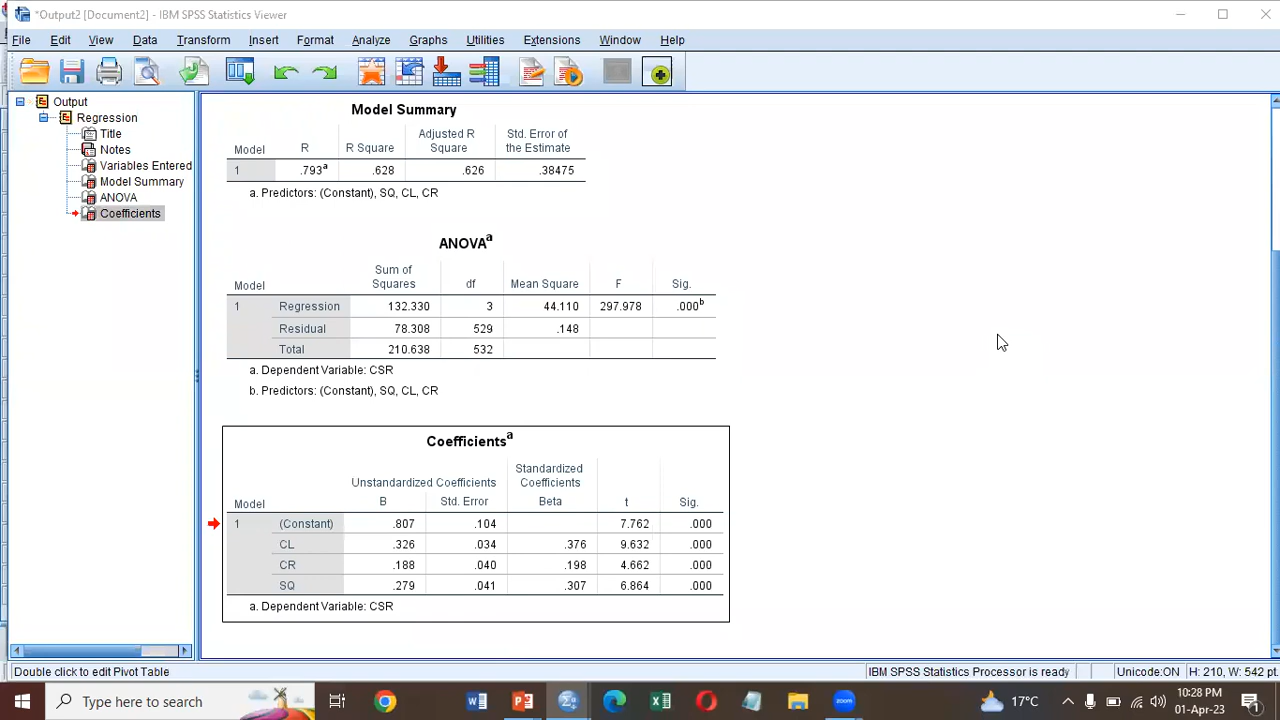 *Output2 [Document2] - IBM SPSS Statistics Viewer
File Edit View Data Transform Insert Format Analyze Graphs Utilities Extensions Window Help
Output
Regression
Title
Notes
Variables Entered
Model Summary
ANOVA
Coefficients
Model Summary
Model R R Square Adjusted R Square Std. Error of the Estimate
1 .793a .628 .626 .38475
a. Predictors: (Constant), SQ, CL, CR
ANOVAa
Model Sum of Squares df Mean Square F Sig.
1 Regression 132.330 3 44.110 297.978 .000b
Residual 78.308 529 .148
Total 210.638 532
a. Dependent Variable: CSR
b. Predictors: (Constant), SQ, CL, CR
Coefficientsa
Unstandardized Coefficients Standardized Coefficients
Model B Std. Error Beta t Sig.
1 (Constant) .807 .104 7.762 .000
CL .326 .034 .376 9.632 .000
CR .188 .040 .198 4.662 .000
SQ .279 .041 .307 6.864 .000
a. Dependent Variable: CSR
Double click to edit Pivot Table IBM SPSS Statistics Processor is ready Unicode:ON H: 210, W: 542 pt.
Type here to search zoom 17°C 10:28 PM
01-Apr-23 1